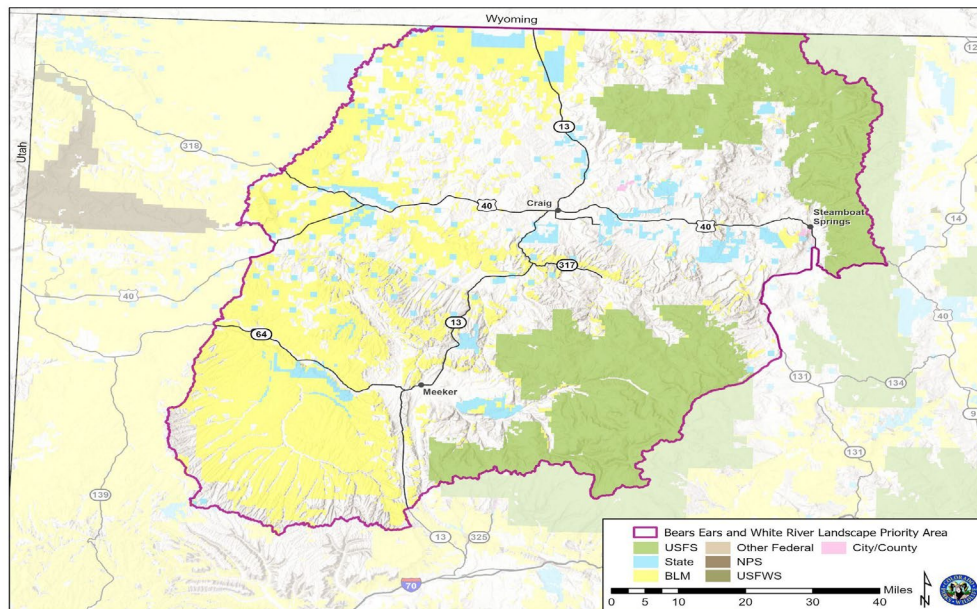 Wyoming
12
Utah
318
13
40
Craig
40
Steamboat
Springs
14
317
40
40
64
13
Meeker
131
134
9
131
139
13
325
70
Bears Ears and White River Landscape Priority Area
USFS
Other Federal
City/County
State
NPS
BLM
USFWS
Miles
0 5 10 20 30 40
N